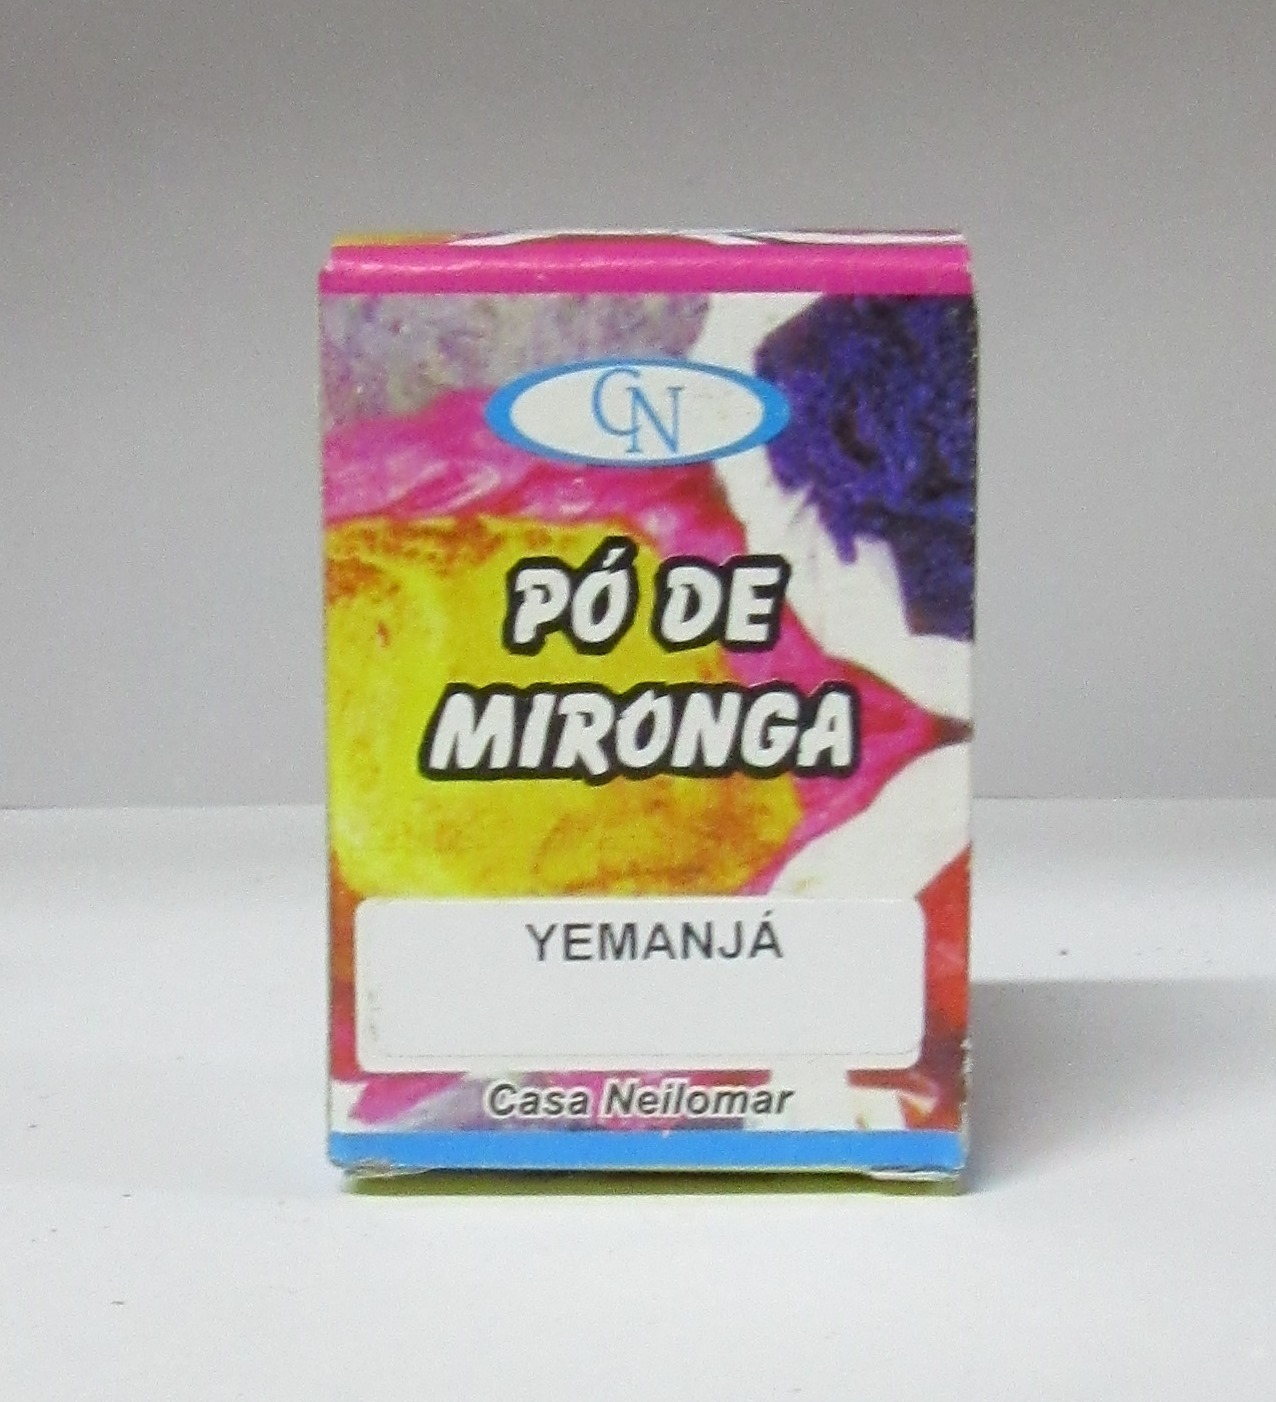 CN
PÓ DE
MIRONGA
YEMANJÁ
Casa Neilomar